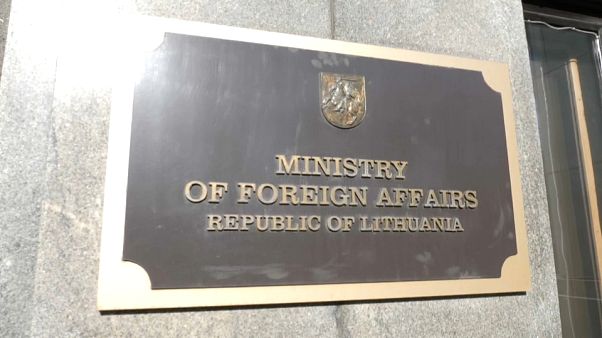 MINISTRY
OF FOREIGN AFFAIRS
REPUBLIC OF LITHUANIA